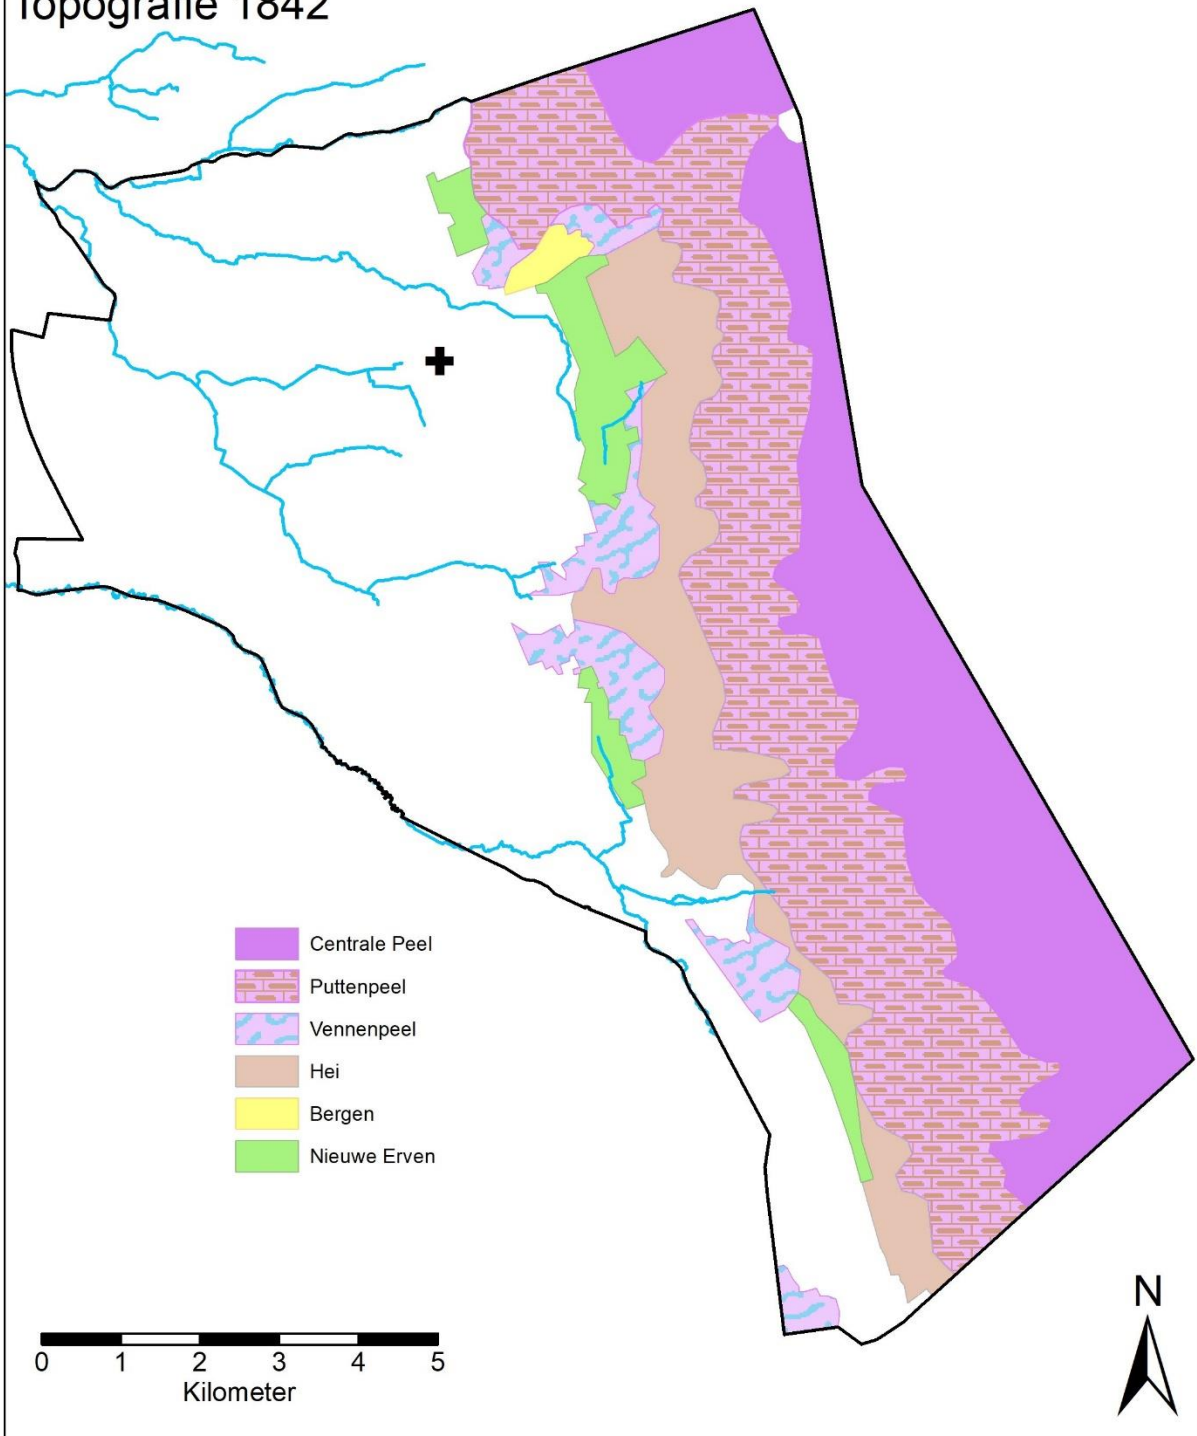 Topografie 1842
Centrale Peel
Puttenpeel
Vennenpeel
Hei
Bergen
Nieuwe Erven
N
0 1 2 3 4 5
Kilometer